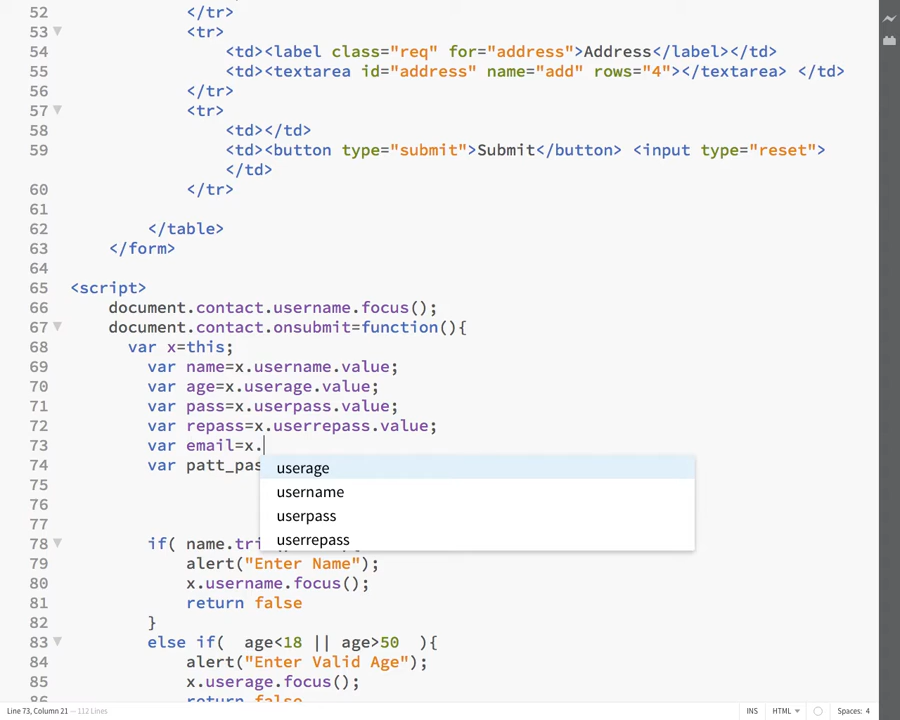 52 </tr>
53 <tr>
54 <td><label class="req" for="address">Address</label></td>
55 <td><textarea id="address" name="add" rows="4"></textarea> </td>
56 </tr>
57 <tr>
58 <td></td>
59 <td><button type="submit">Submit</button> <input type="reset">
</td>
60 </tr>
61
62 </table>
63 </form>
64
65 <script>
66 document.contact.username.focus();
67 document.contact.onsubmit=function(){
68 var x=this;
69 var name=x.username.value;
70 var age=x.userage.value;
71 var pass=x.userpass.value;
72 var repass=x.userrepass.value;
73 var email=x.
74 var patt_pas
userage
75
username
76
userpass
77
userrepass
78 if( name.tri
79 alert("Enter Name");
80 x.username.focus();
81 return false
82 }
83 else if( age<18 || age>50 ){
84 alert("Enter Valid Age");
85 x.userage.focus();
86 return false
Line 73, Column 21 — 112 Lines
INS HTML Spaces: 4